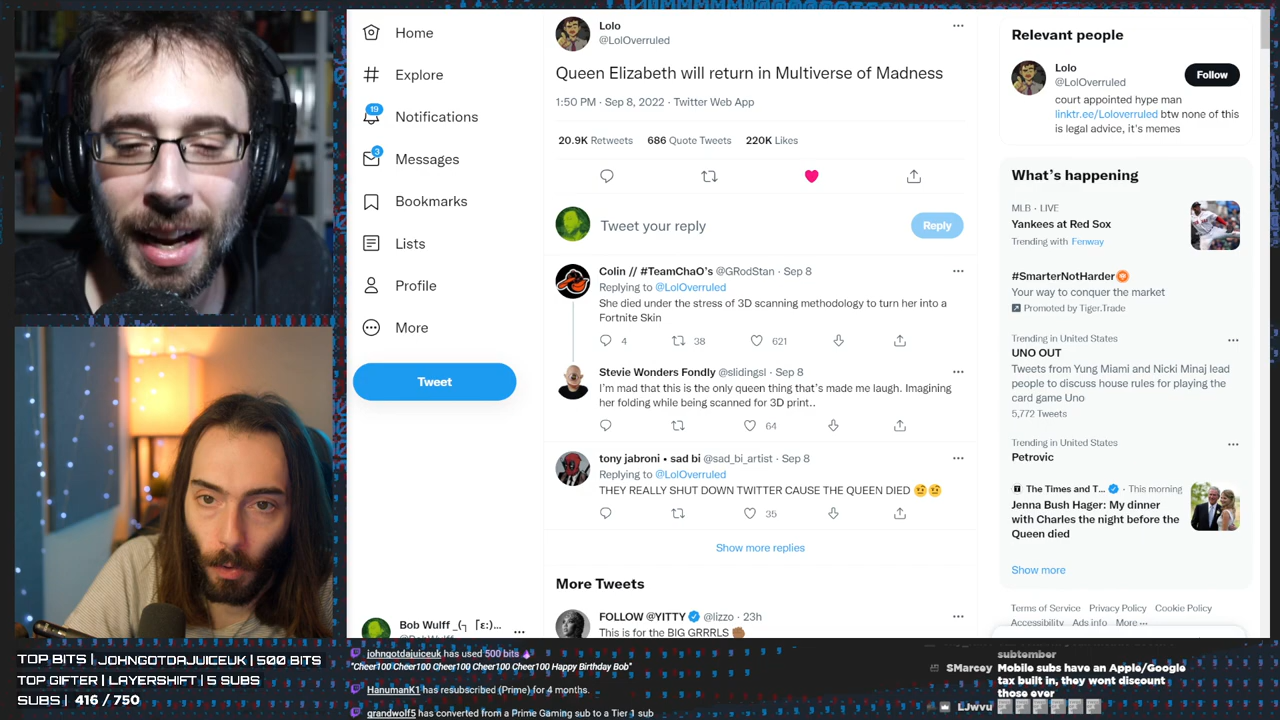 Home
Explore
19
Notifications
3
Messages
Bookmarks
Lists
Profile
More
Tweet
Bob Wulff _(┐「ε:)...
Lolo
@LolOverruled
Queen Elizabeth will return in Multiverse of Madness
1:50 PM · Sep 8, 2022 · Twitter Web App
20.9K Retweets 686 Quote Tweets 220K Likes
Tweet your reply
Reply
Colin // #TeamChaO's @GRodStan · Sep 8
Replying to @LolOverruled
She died under the stress of 3D scanning methodology to turn her into a
Fortnite Skin
4 38 621
Stevie Wonders Fondly @slidingsl · Sep 8
I'm mad that this is the only queen thing that's made me laugh. Imagining
her folding while being scanned for 3D print..
64
tony jabroni • sad bi @sad_bi_artist · Sep 8
Replying to @LolOverruled
THEY REALLY SHUT DOWN TWITTER CAUSE THE QUEEN DIED 🤨🤨
35
Show more replies
More Tweets
FOLLOW @YITTY @lizzo · 23h
This is for the BIG GRRRLS
Relevant people
Lolo
@LolOverruled
Follow
court appointed hype man
linktr.ee/Loloverruled btw none of this
is legal advice, it's memes
What's happening
MLB · LIVE
Yankees at Red Sox
Trending with Fenway
#SmarterNotHarder
Your way to conquer the market
Promoted by Tiger.Trade
Trending in United States
UNO OUT
Tweets from Yung Miami and Nicki Minaj lead
people to discuss house rules for playing the
card game Uno
5,772 Tweets
Trending in United States
Petrovic
The Times and T... · This morning
Jenna Bush Hager: My dinner
with Charles the night before the
Queen died
Show more
Terms of Service Privacy Policy Cookie Policy
Accessibility Ads info More ···
TOP BITS | JOHNGOTDAJUICEUK | 500 BITS
TOP GIFTER | LAYERSHIFT | 5 SUBS
SUBS | 416 / 750
johngotdajuiceuk has used 500 bits
"Cheer100 Cheer100 Cheer100 Cheer100 Cheer100 Happy Birthday Bob"
HanumanK1 has resubscribed (Prime) for 4 months.
grandwolf5 has converted from a Prime Gaming sub to a Tier 1 sub
subtember
SMarcey Mobile subs have an Apple/Google
tax built in, they wont discount
those ever
LJwvu